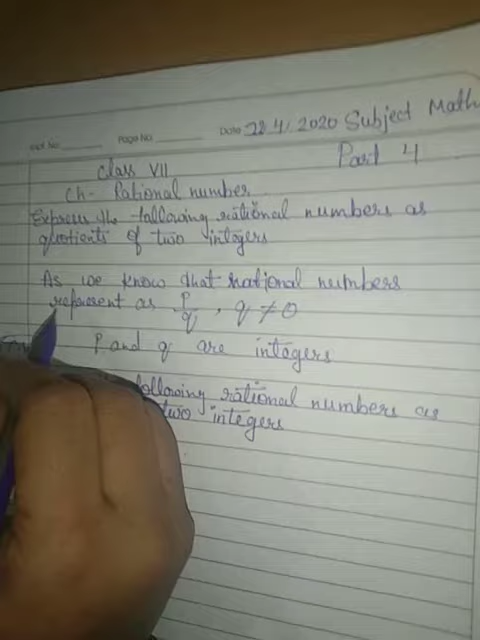 Page No. Date 22/4/2020 Subject Math
Part 4
Class VII
Ch- Rational number
Express the following rational numbers as
quotients of two integers
As we know that rational numbers
represent as P/q, q ≠ 0
P and q are integers
following rational numbers as
two integers